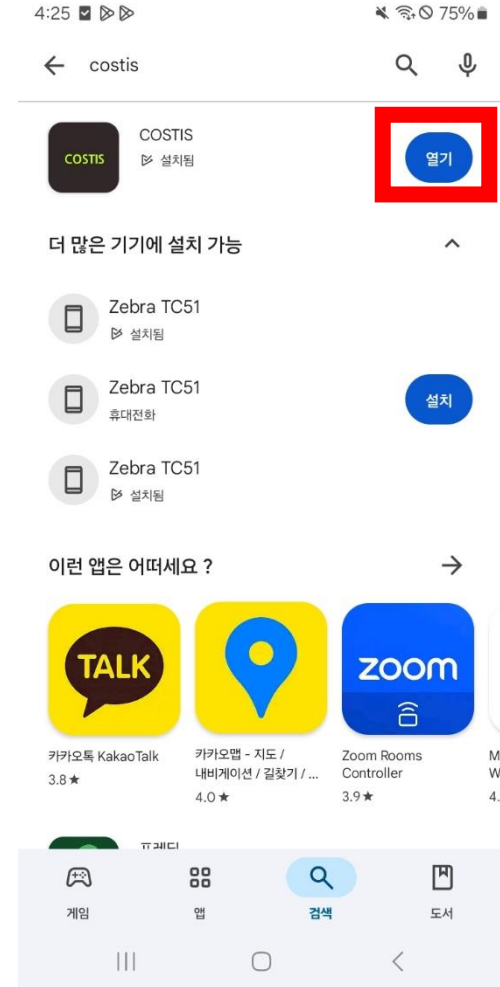 4:25
75%
costis
COSTIS
COSTIS
설치됨
열기
더 많은 기기에 설치 가능
Zebra TC51
설치됨
Zebra TC51
휴대전화
설치
Zebra TC51
설치됨
이런 앱은 어떠세요 ?
TALK
zoom
카카오톡 KakaoTalk
3.8★
카카오맵 - 지도 /
내비게이션 / 길찾기 / ...
4.0 ★
Zoom Rooms
Controller
3.9★
M
W
4.
게임
앱
검색
도서